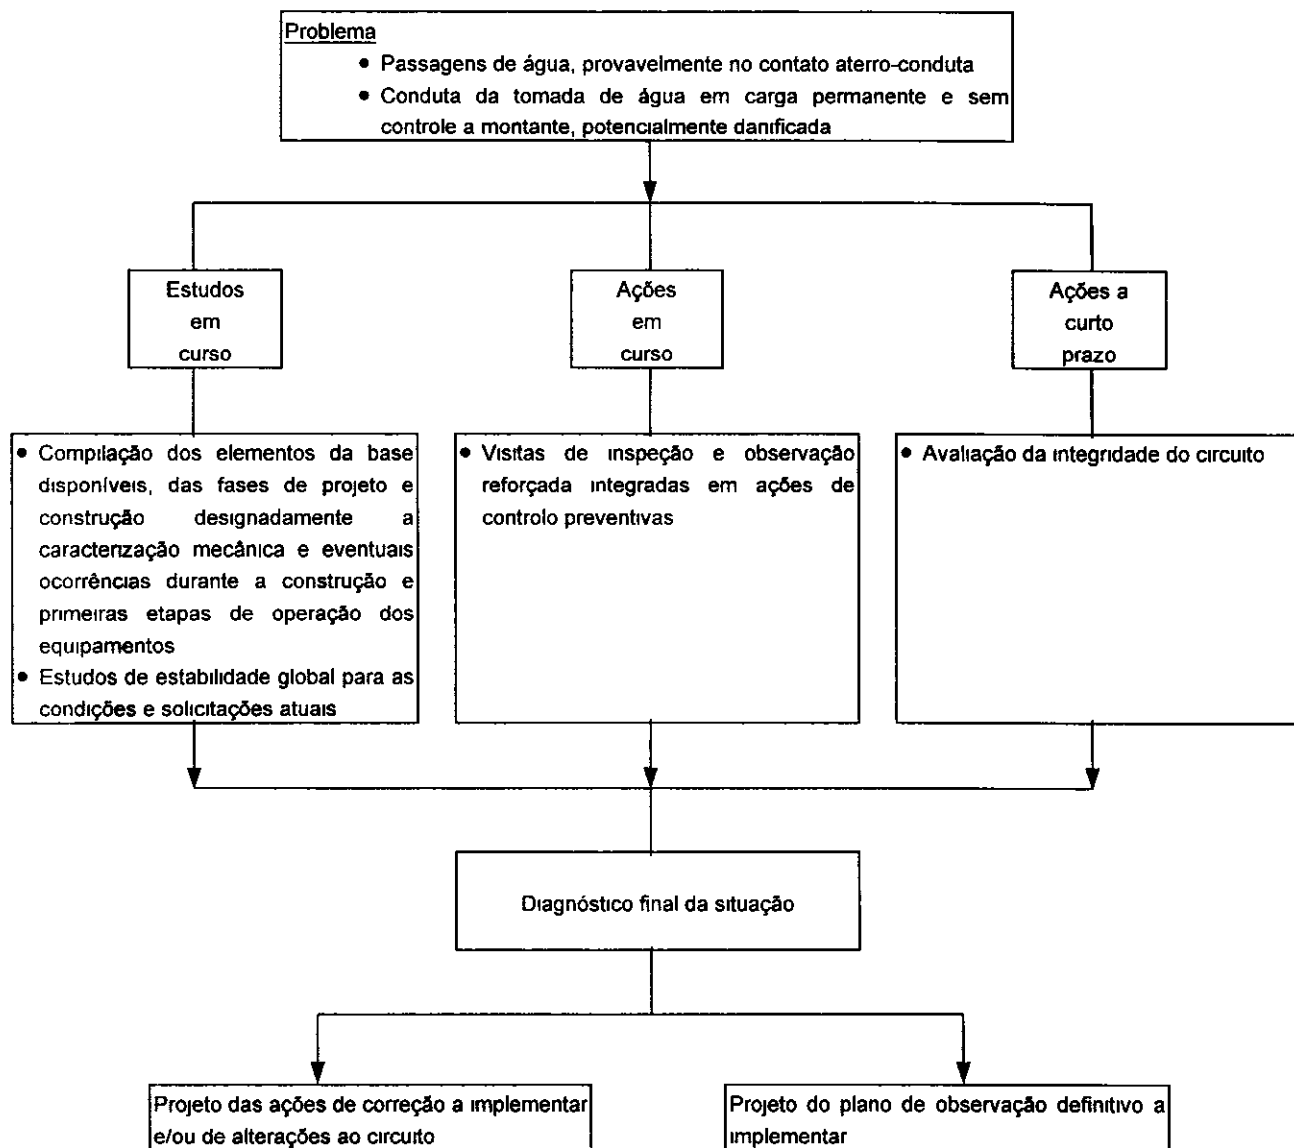 Problema
• Passagens de água, provavelmente no contato aterro-conduta
• Conduta da tomada de água em carga permanente e sem
controle a montante, potencialmente danificada
Estudos
em
curso
Ações
em
curso
Ações a
curto
prazo
• Compilação dos elementos da base
disponíveis, das fases de projeto e
construção designadamente a
caracterização mecânica e eventuais
ocorrências durante a construção e
primeiras etapas de operação dos
equipamentos
• Estudos de estabilidade global para as
condições e solicitações atuais
• Visitas de inspeção e observação
reforçada integradas em ações de
controlo preventivas
• Avaliação da integridade do circuito
Diagnóstico final da situação
Projeto das ações de correção a implementar
e/ou de alterações ao circuito
Projeto do plano de observação definitivo a
implementar